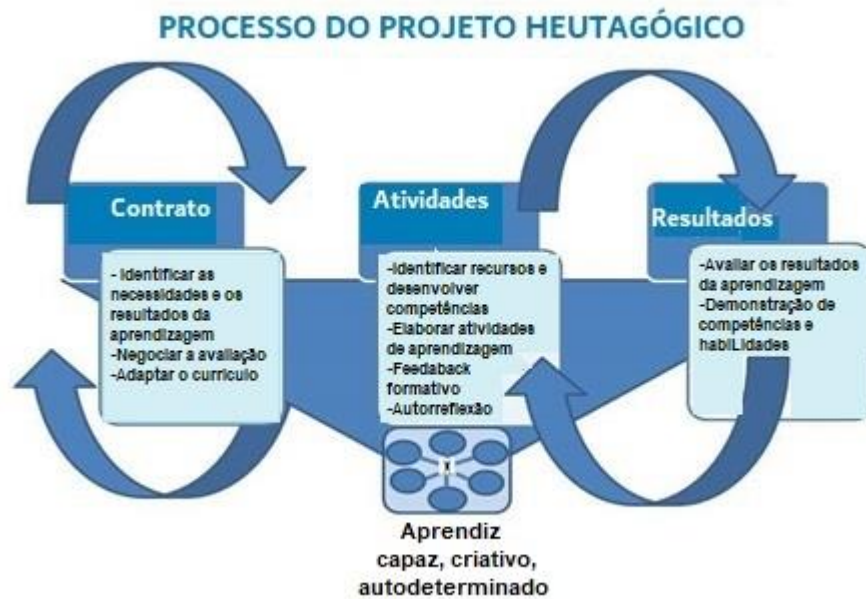 PROCESSO DO PROJETO HEUTAGÓGICO
Contrato
- Identificar as
necessidades e os
resultados da
aprendizagem
-Negociar a avaliação
-Adaptar o currículo
Atividades
-Identificar recursos e
desenvolver
competências
-Elaborar atividades
de aprendizagem
-Feedaback
formativo
-Autorreflexão
Resultados
-Avaliar os resultados
da aprendizagem
-Demonstração de
competências e
habiLidades
X
Aprendiz
capaz, criativo,
autodeterminado